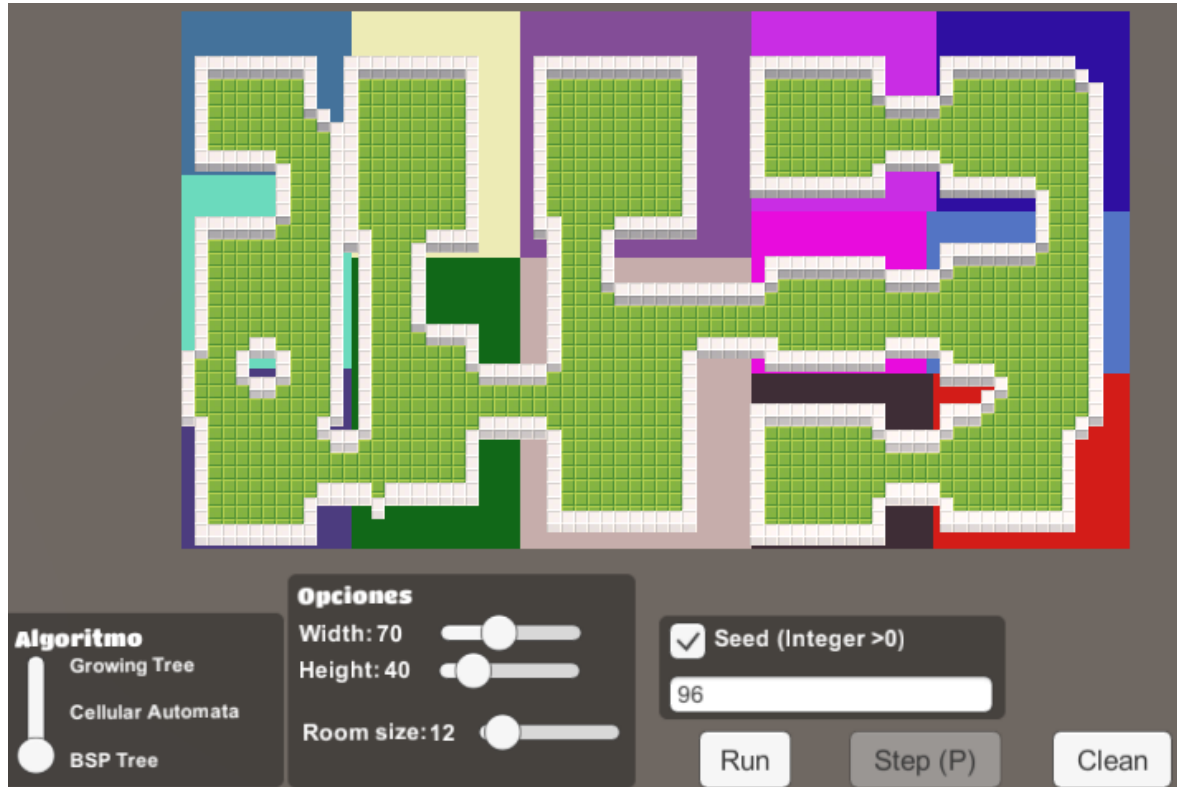 Algoritmo
Growing Tree
Cellular Automata
BSP Tree
Opciones
Width: 70
Height: 40
Room size: 12
Seed (Integer >0)
96
Run
Step (P)
Clean